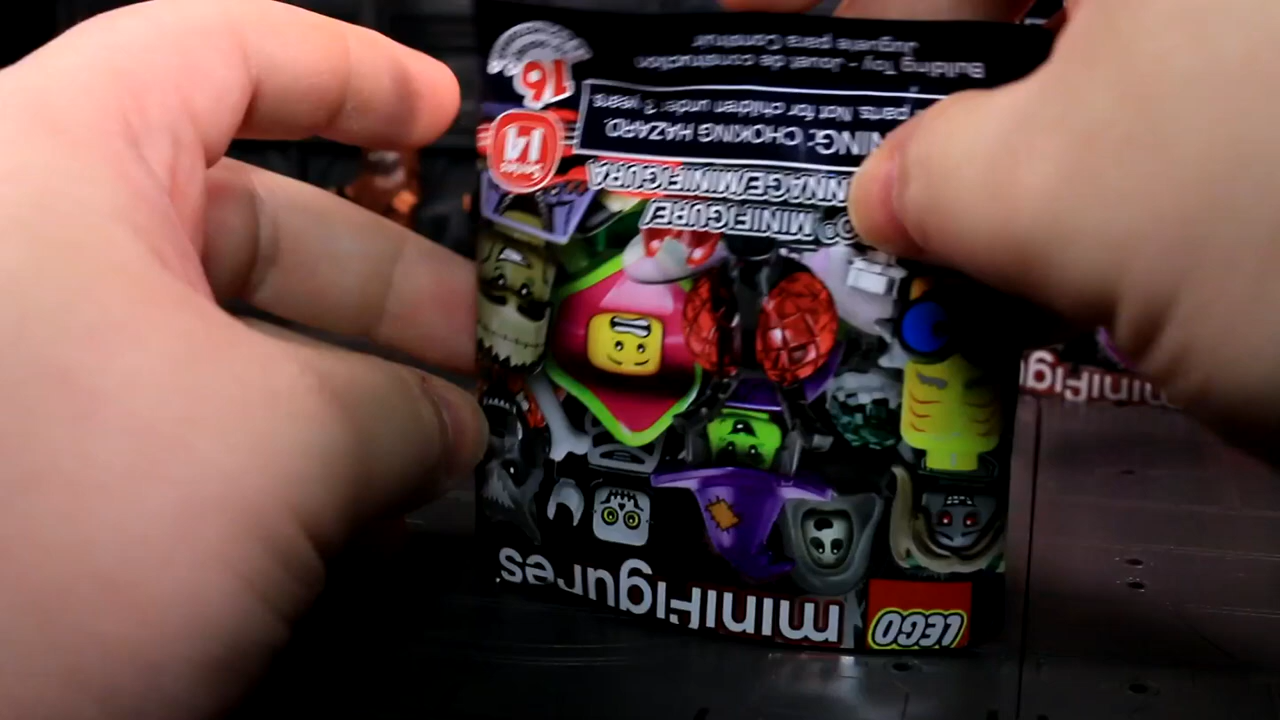 LEGO
minifigures
O® MINIFIGURE/
NNAGE/MINIFIGURA
NING: CHOKING HAZARD.
parts. Not for children under 3 years.
Building Toy - Jouet de construction
Juguete para Construir
Series
14
16
minifig